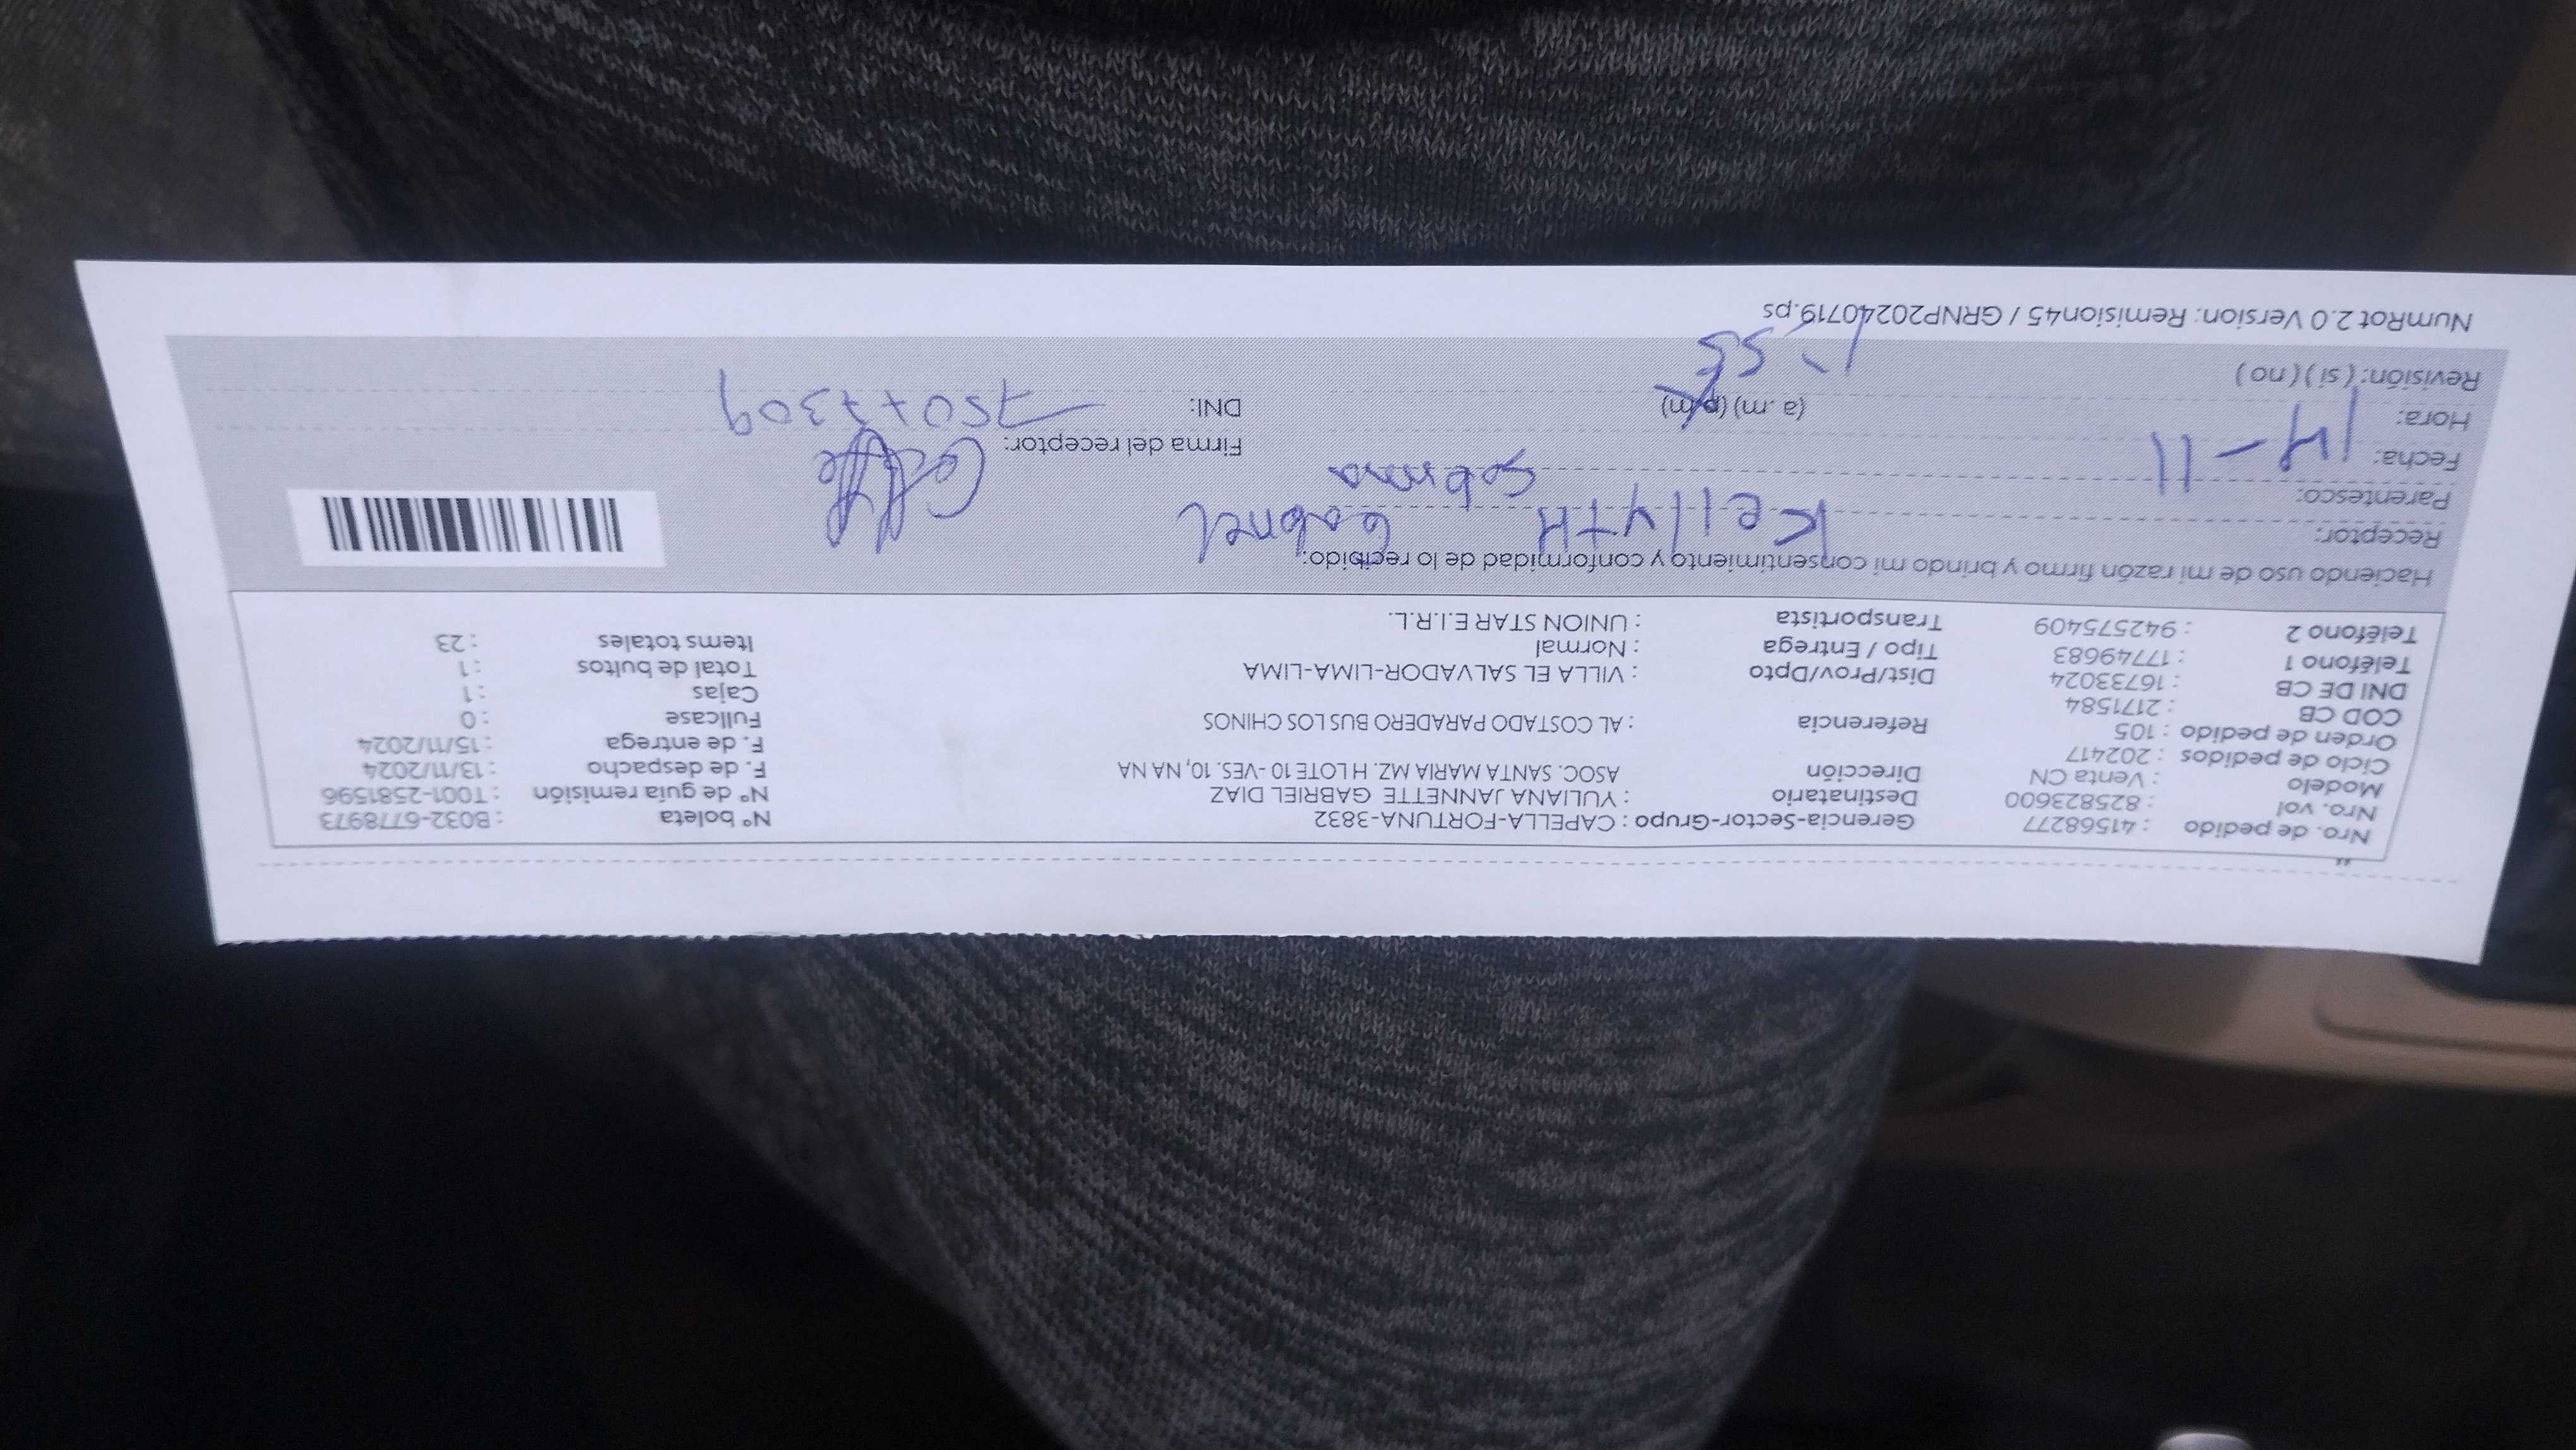 Nro. de pedido : 41568277 Gerencia-Sector-Grupo : CAPELLA-FORTUNA-3832 N° boleta : B032-6778973
Nro. vol : 825823600 Destinatario : YULIANA JANNETTE GABRIEL DIAZ N° de guía remisión : T001-2581596
Modelo : Venta CN Dirección ASOC. SANTA MARIA MZ. H LOTE 10 -VES. 10, NA NA F. de despacho : 13/11/2024
Ciclo de pedidos : 202417 F. de entrega : 15/11/2024
Orden de pedido : 105 Referencia : AL COSTADO PARADERO BUS LOS CHINOS Fullcase : 0
COD CB : 2171584 Cajas : 1
DNI DE CB : 16733024 Dist/Prov/Dpto : VILLA EL SALVADOR-LIMA-LIMA Total de bultos : 1
Teléfono 1 : 17749683 Tipo / Entrega : Normal Items totales : 23
Teléfono 2 : 942575409 Transportista : UNION STAR E.I.R.L.
Haciendo uso de mi razón firmo y brindo mi consentimiento y conformidad de lo recibido:
Receptor: Kellyth Gabriel
Parentesco: Sobrina
Fecha: 14-11 Firma del receptor:
Hora: (a. m) (p. m) DNI:
Revisión: ( si ) ( no ) 1:55
NumRot 2.0 Version: Remision45 / GRNP20240719.ps